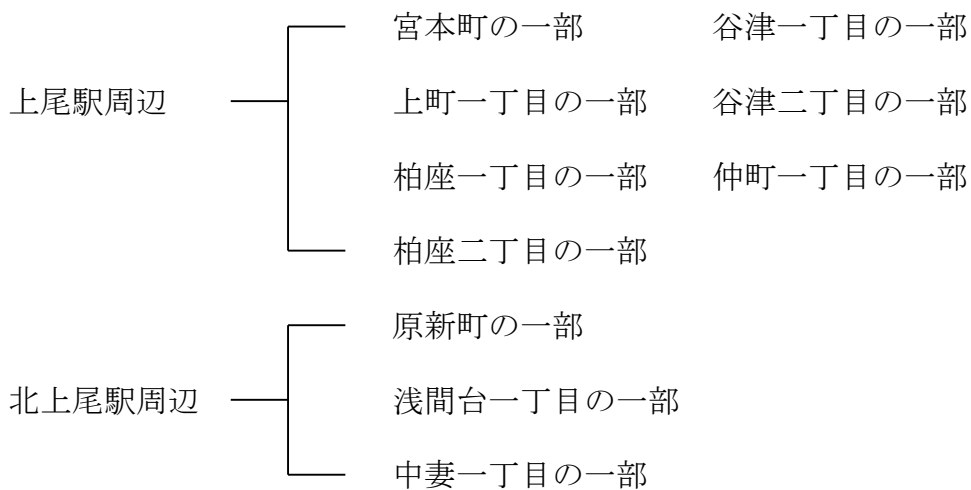 宮本町の一部 谷津一丁目の一部
上尾駅周辺 上町一丁目の一部 谷津二丁目の一部
柏座一丁目の一部 仲町一丁目の一部
柏座二丁目の一部
原新町の一部
北上尾駅周辺 浅間台一丁目の一部
中妻一丁目の一部